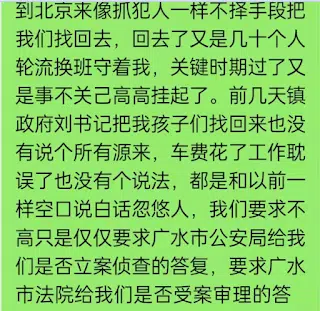 到北京来像抓犯人一样不择手段把
我们找回去，回去了又是几十个人
轮流换班守着我，关键时期过了又
是事不关己高高挂起了。前几天镇
政府刘书记把我孩子们找回来也没
有说个所有源来，车费花了工作耽
误了也没有个说法，都是和以前一
样空口说白话忽悠人，我们要求不
高只是仅仅要求广水市公安局给我
们是否立案侦查的答复，要求广水
市法院给我们是否受案审理的答